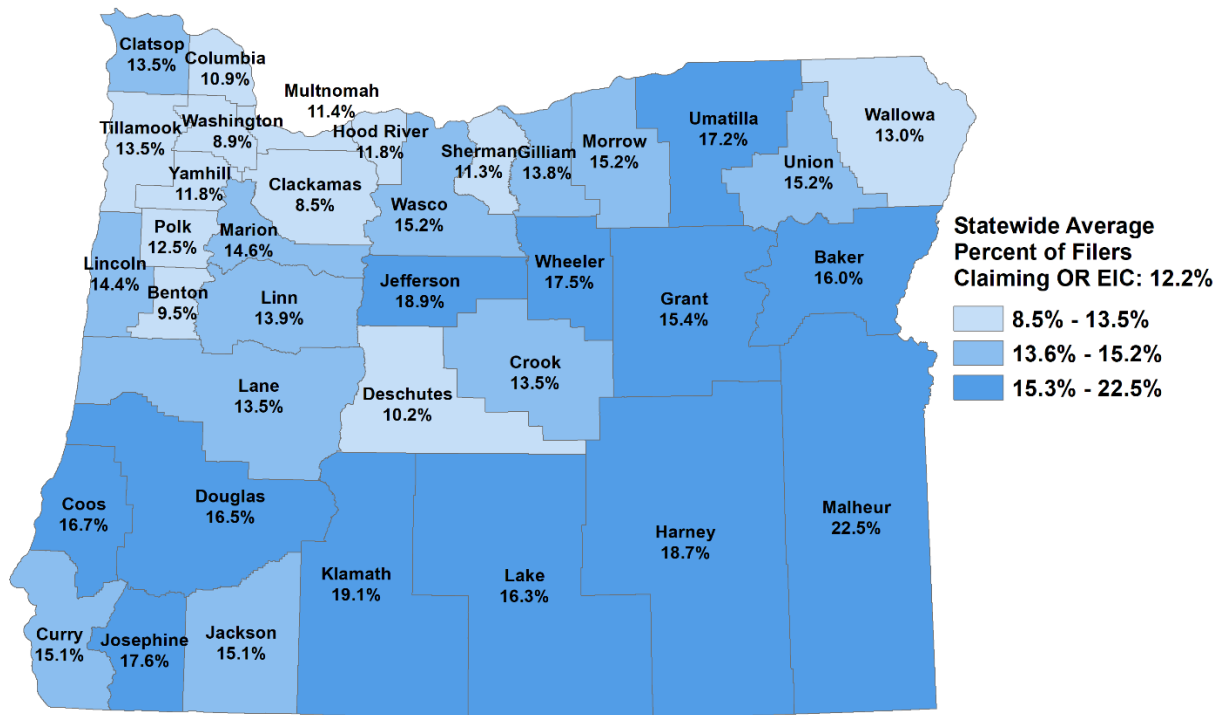 Clatsop
13.5%
Columbia
10.9%
Multnomah
11.4%
Tillamook
13.5%
Washington
8.9%
Hood River
11.8%
Sherman
11.3%
Gilliam
13.8%
Morrow
15.2%
Umatilla
17.2%
Union
15.2%
Wallowa
13.0%
Yamhill
11.8%
Clackamas
8.5%
Wasco
15.2%
Polk
12.5%
Marion
14.6%
Lincoln
14.4%
Benton
9.5%
Linn
13.9%
Jefferson
18.9%
Wheeler
17.5%
Grant
15.4%
Baker
16.0%
Lane
13.5%
Deschutes
10.2%
Crook
13.5%
Coos
16.7%
Douglas
16.5%
Klamath
19.1%
Lake
16.3%
Harney
18.7%
Malheur
22.5%
Curry
15.1%
Josephine
17.6%
Jackson
15.1%
Statewide Average
Percent of Filers
Claiming OR EIC: 12.2%
8.5% - 13.5%
13.6% - 15.2%
15.3% - 22.5%